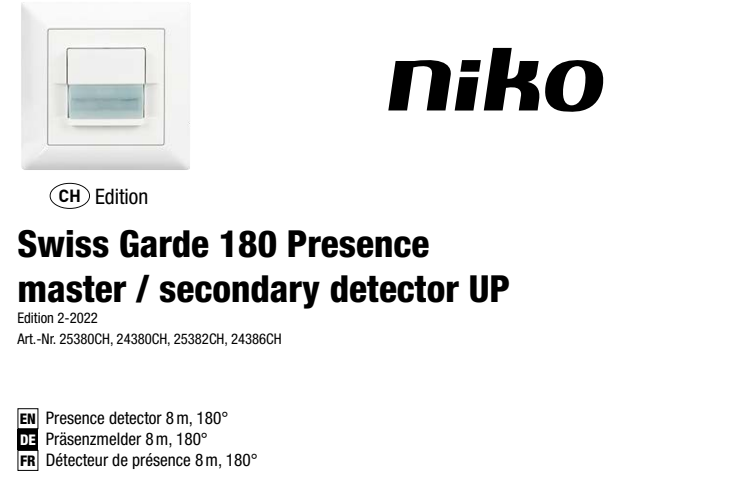 niko
CH Edition
Swiss Garde 180 Presence
master / secondary detector UP
Edition 2-2022
Art.-Nr. 25380CH, 24380CH, 25382CH, 24386CH
EN Presence detector 8 m, 180°
DE Präsenzmelder 8 m, 180°
FR Détecteur de présence 8 m, 180°